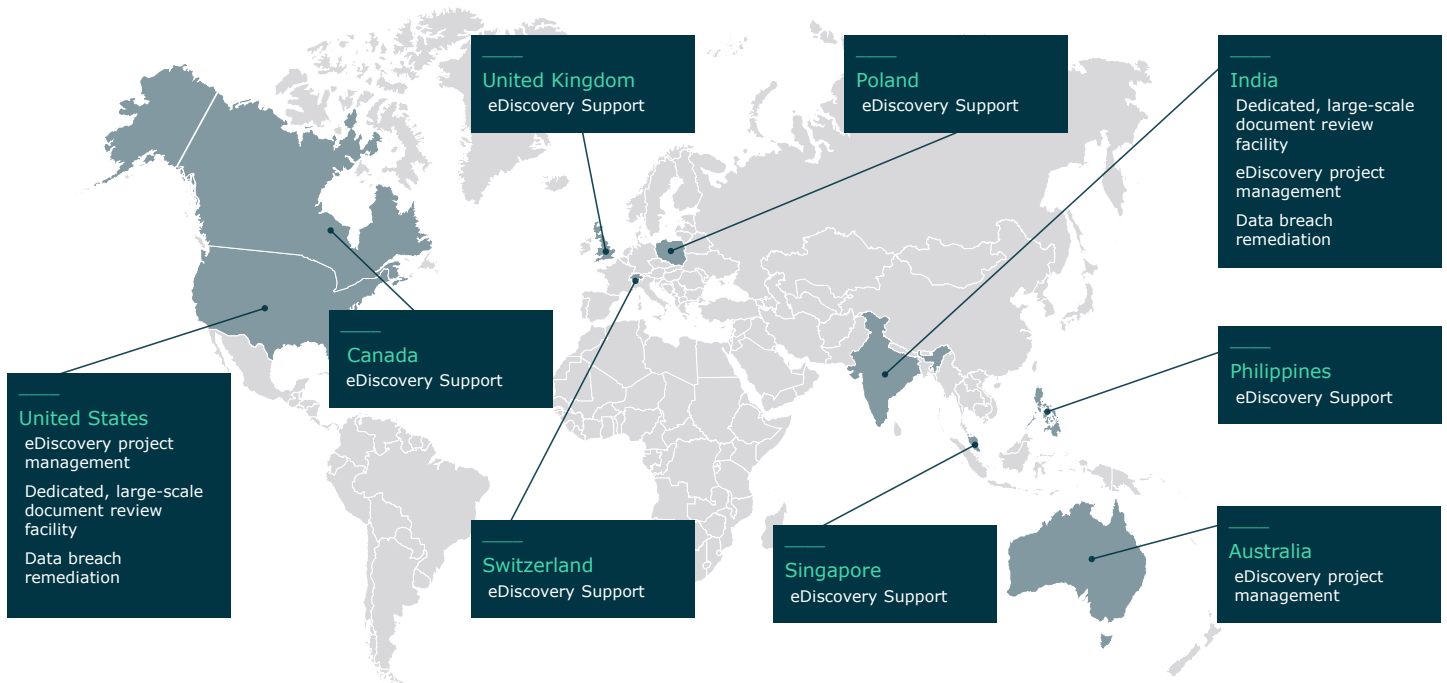 United Kingdom
eDiscovery Support
Poland
eDiscovery Support
India
Dedicated, large-scale
document review
facility
eDiscovery project
management
Data breach
remediation
Canada
eDiscovery Support
Philippines
eDiscovery Support
United States
eDiscovery project
management
Dedicated, large-scale
document review
facility
Data breach
remediation
Switzerland
eDiscovery Support
Singapore
eDiscovery Support
Australia
eDiscovery project
management